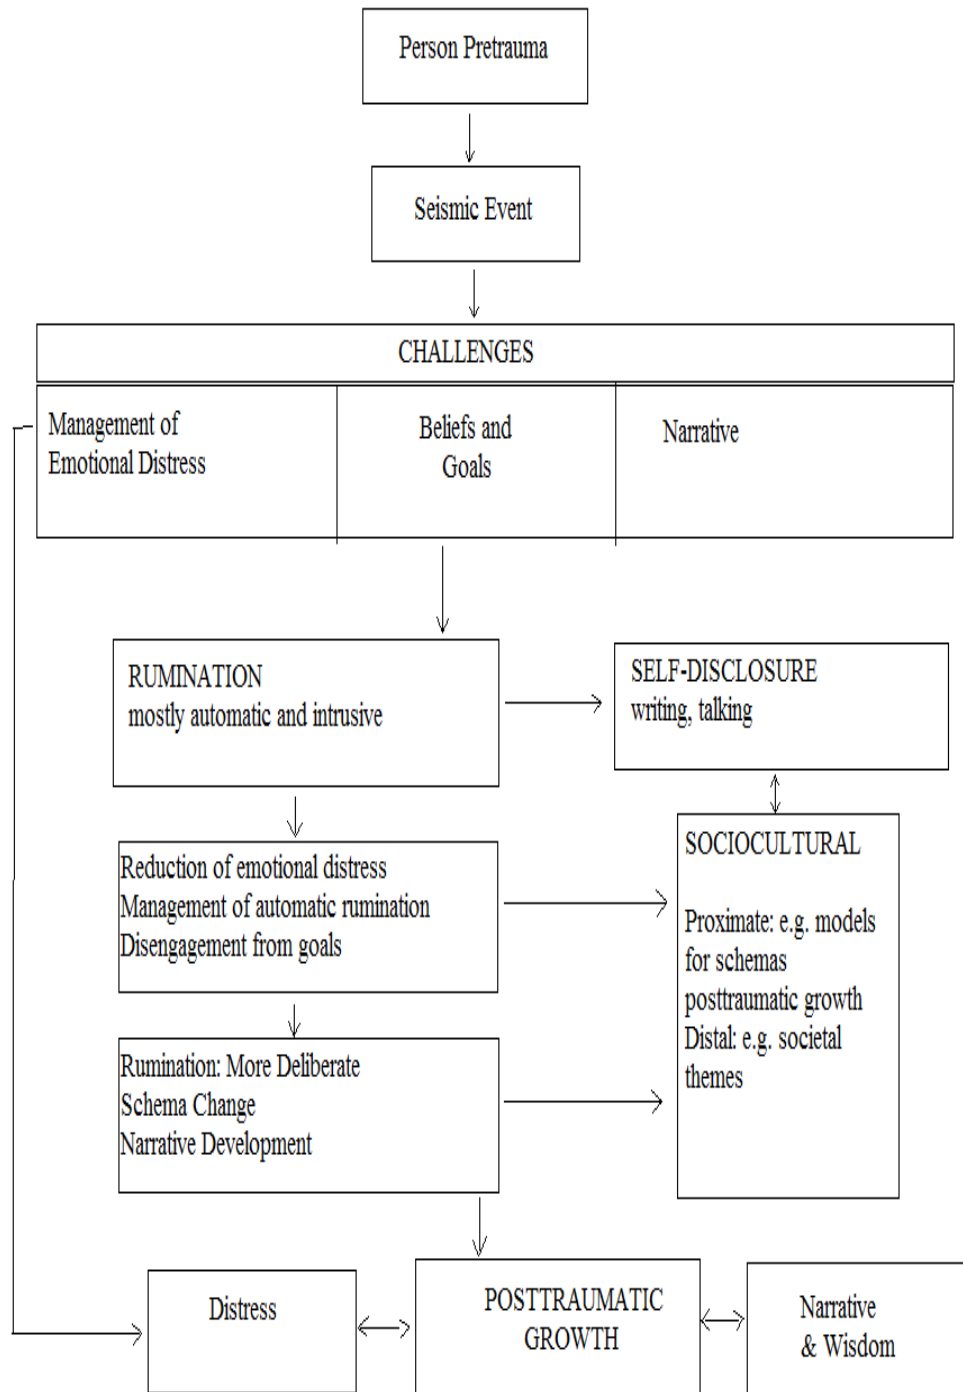 Person Pretrauma
Seismic Event
CHALLENGES
Management of
Emotional Distress
Beliefs and
Goals
Narrative
RUMINATION
mostly automatic and intrusive
SELF-DISCLOSURE
writing, talking
Reduction of emotional distress
Management of automatic rumination
Disengagement from goals
SOCIOCULTURAL
Proximate: e.g. models
for schemas
posttraumatic growth
Distal: e.g. societal
themes
Rumination: More Deliberate
Schema Change
Narrative Development
Distress
POSTTRAUMATIC
GROWTH
Narrative
& Wisdom